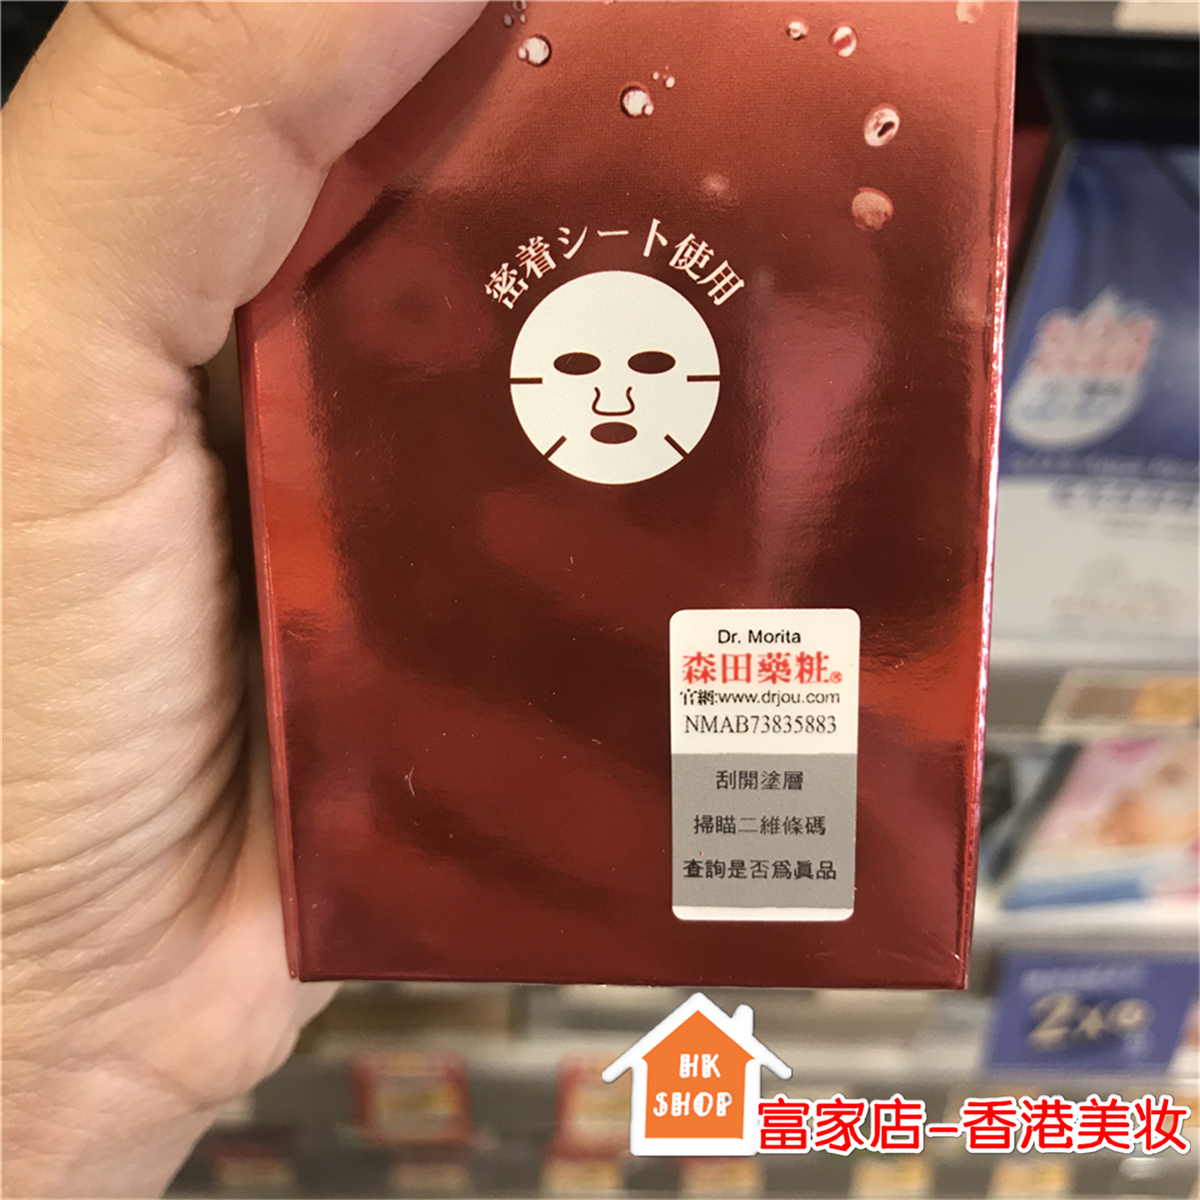 密着シート使用
Dr. Morita
森田藥粧®
官網:www.drjou.com
NMAB73835883
刮開塗層
掃瞄二維條碼
查詢是否為眞品
HK
SHOP
富家店-香港美妆